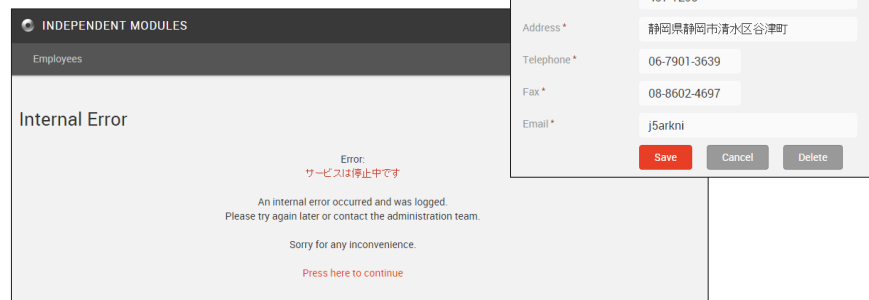 INDEPENDENT MODULES
Employees
Internal Error
Error:
サービスは停止中です
An internal error occurred and was logged.
Please try again later or contact the administration team.
Sorry for any inconvenience.
Press here to continue
Address *
静岡県静岡市清水区谷津町
Telephone *
06-7901-3639
Fax *
08-8602-4697
Email *
j5arkni
Save
Cancel
Delete